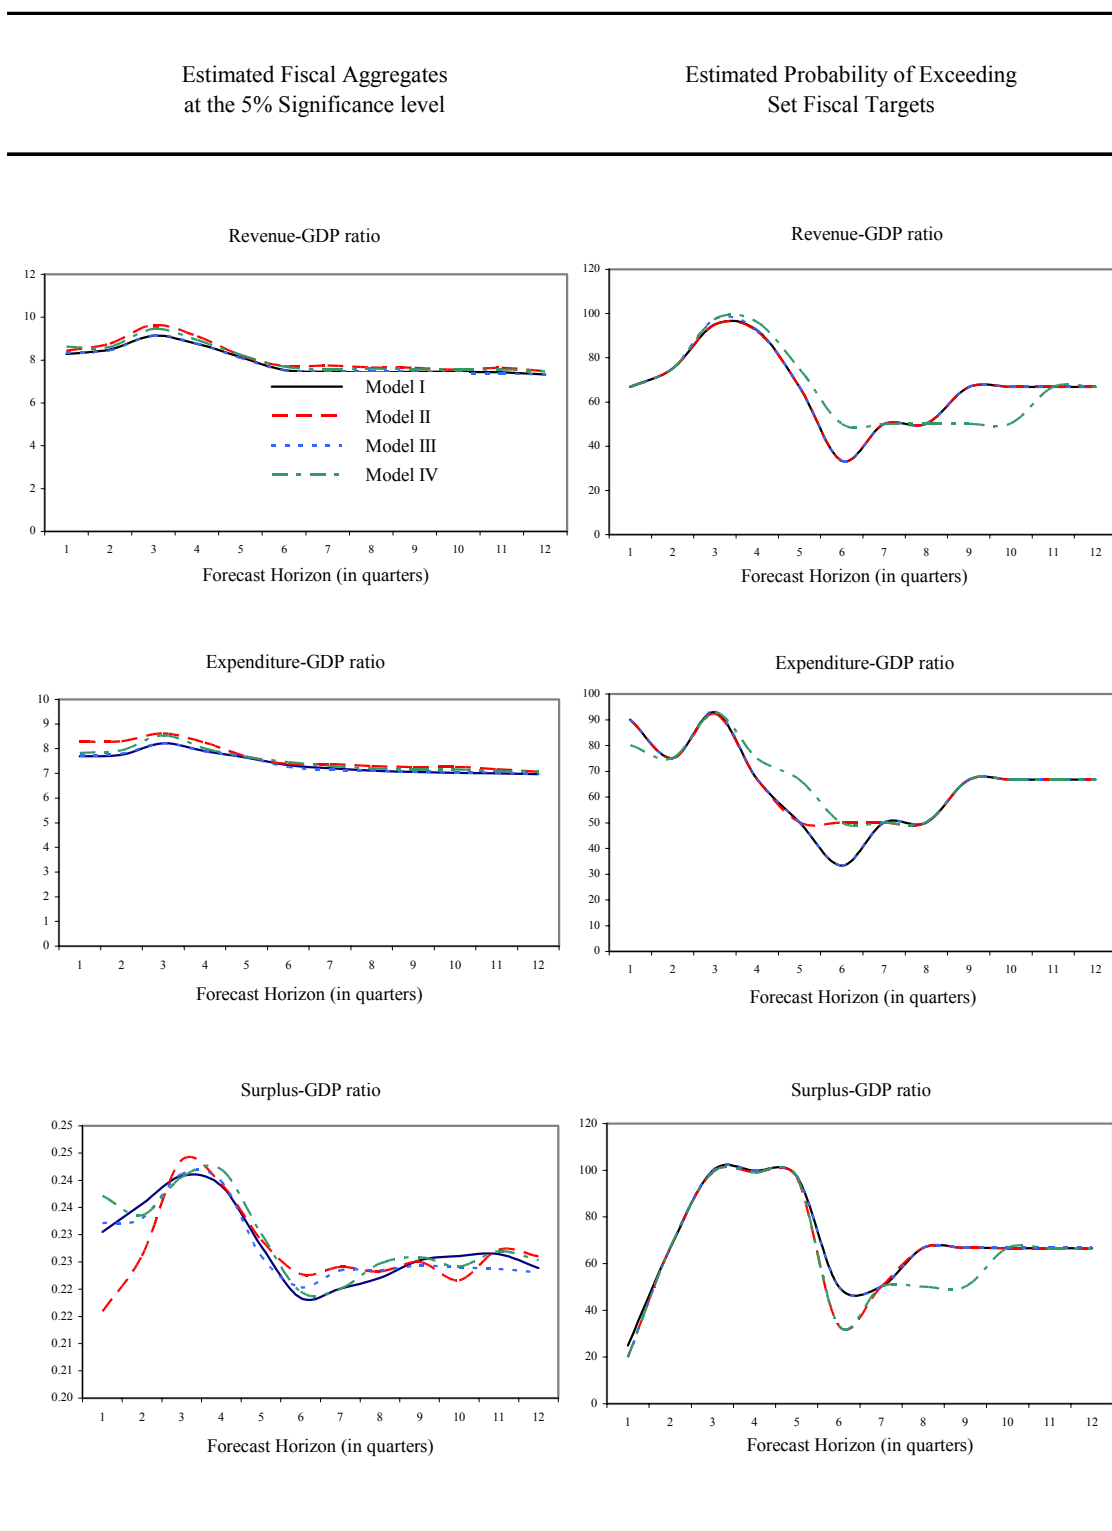 Estimated Fiscal Aggregates
at the 5% Significance level
Estimated Probability of Exceeding
Set Fiscal Targets
Revenue-GDP ratio
12
10
8
6
4
2
0
Model I
Model II
Model III
Model IV
1 2 3 4 5 6 7 8 9 10 11 12
Forecast Horizon (in quarters)
Revenue-GDP ratio
120
100
80
60
40
20
0
1 2 3 4 5 6 7 8 9 10 11 12
Forecast Horizon (in quarters)
Expenditure-GDP ratio
10
9
8
7
6
5
4
3
2
1
0
1 2 3 4 5 6 7 8 9 10 11 12
Forecast Horizon (in quarters)
Expenditure-GDP ratio
100
90
80
70
60
50
40
30
20
10
0
1 2 3 4 5 6 7 8 9 10 11 12
Forecast Horizon (in quarters)
Surplus-GDP ratio
0.25
0.25
0.24
0.24
0.23
0.23
0.22
0.22
0.21
0.21
0.20
1 2 3 4 5 6 7 8 9 10 11 12
Forecast Horizon (in quarters)
Surplus-GDP ratio
120
100
80
60
40
20
0
1 2 3 4 5 6 7 8 9 10 11 12
Forecast Horizon (in quarters)